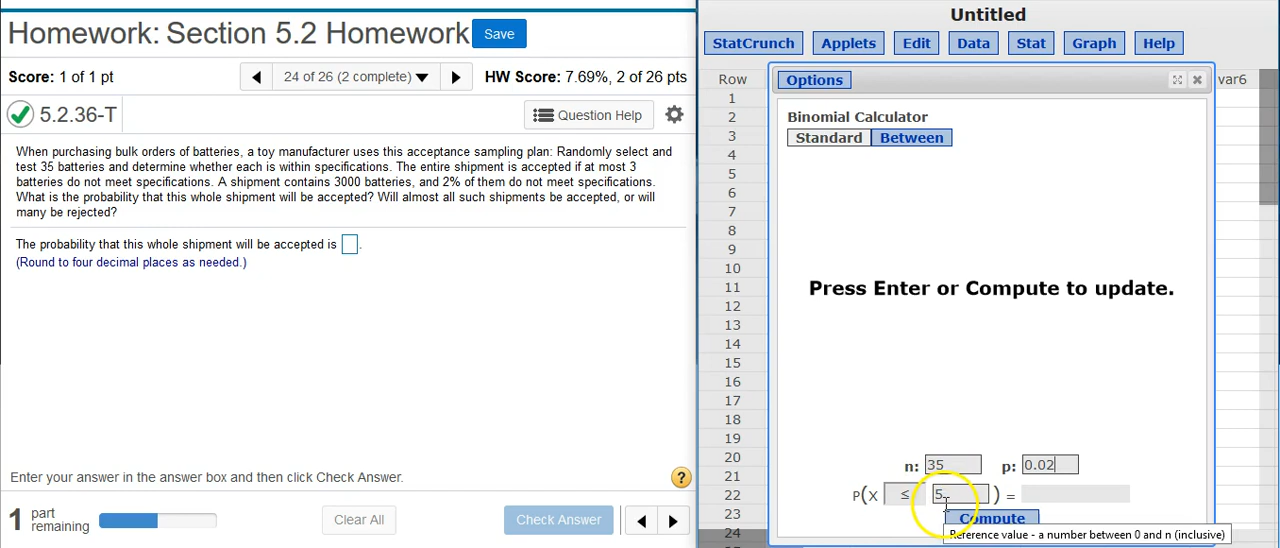 Homework: Section 5.2 Homework
Save
Score: 1 of 1 pt
24 of 26 (2 complete)
HW Score: 7.69%, 2 of 26 pts
5.2.36-T
Question Help
When purchasing bulk orders of batteries, a toy manufacturer uses this acceptance sampling plan: Randomly select and
test 35 batteries and determine whether each is within specifications. The entire shipment is accepted if at most 3
batteries do not meet specifications. A shipment contains 3000 batteries, and 2% of them do not meet specifications.
What is the probability that this whole shipment will be accepted? Will almost all such shipments be accepted, or will
many be rejected?
The probability that this whole shipment will be accepted is .
(Round to four decimal places as needed.)
Enter your answer in the answer box and then click Check Answer.
?
1 part
remaining
Clear All
Check Answer
Untitled
StatCrunch Applets Edit Data Stat Graph Help
Row
var6
1
2
3
4
5
6
7
8
9
10
11
12
13
14
15
16
17
18
19
20
21
22
23
24
Options
Binomial Calculator
Standard Between
Press Enter or Compute to update.
n: 35 p: 0.02
P(X ≤ 5 ) =
Compute
Reference value - a number between 0 and n (inclusive)